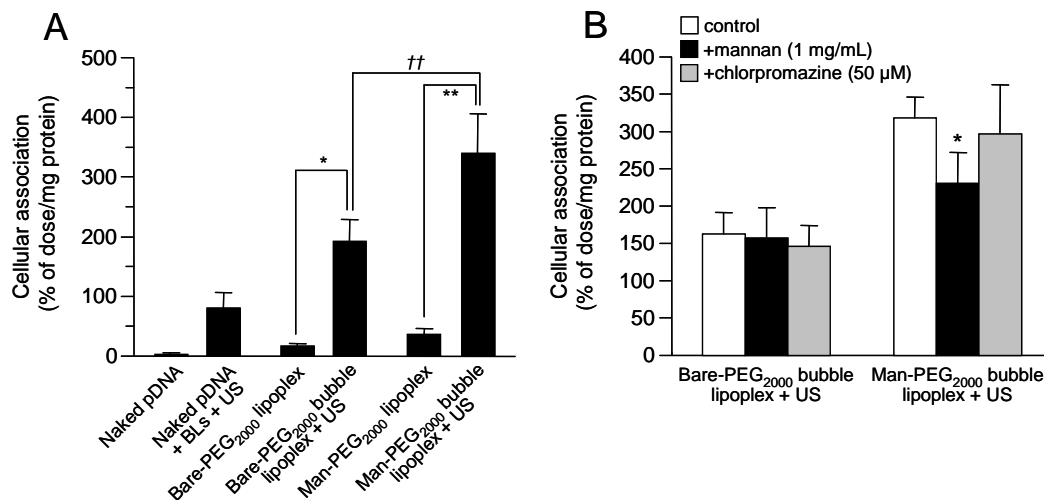 A
Cellular association
(% of dose/mg protein)
500
400
300
200
100
0
††
**
*
Naked pDNA
Naked pDNA
+ BLs + US
Bare-PEG2000 lipoplex
Bare-PEG2000 bubble
lipoplex + US
Man-PEG2000 lipoplex
Man-PEG2000 bubble
lipoplex + US
B
control
+mannan (1 mg/mL)
+chlorpromazine (50 µM)
Cellular association
(% of dose/mg protein)
400
350
300
250
200
150
100
50
0
*
Bare-PEG2000 bubble
lipoplex + US
Man-PEG2000 bubble
lipoplex + US